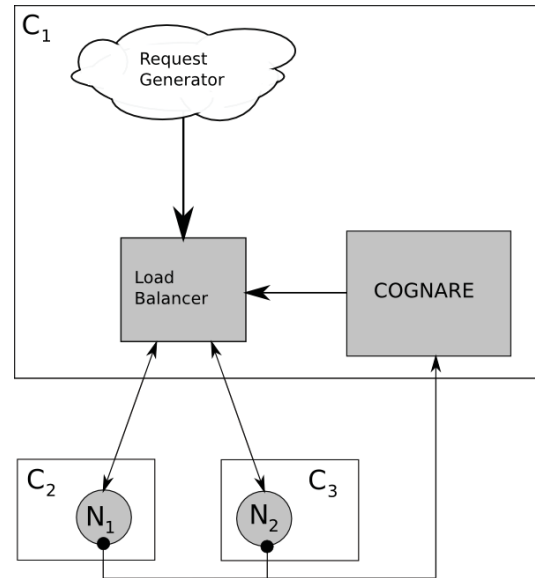 C1
Request
Generator
Load
Balancer
COGNARE
C2
N1
N2
C3